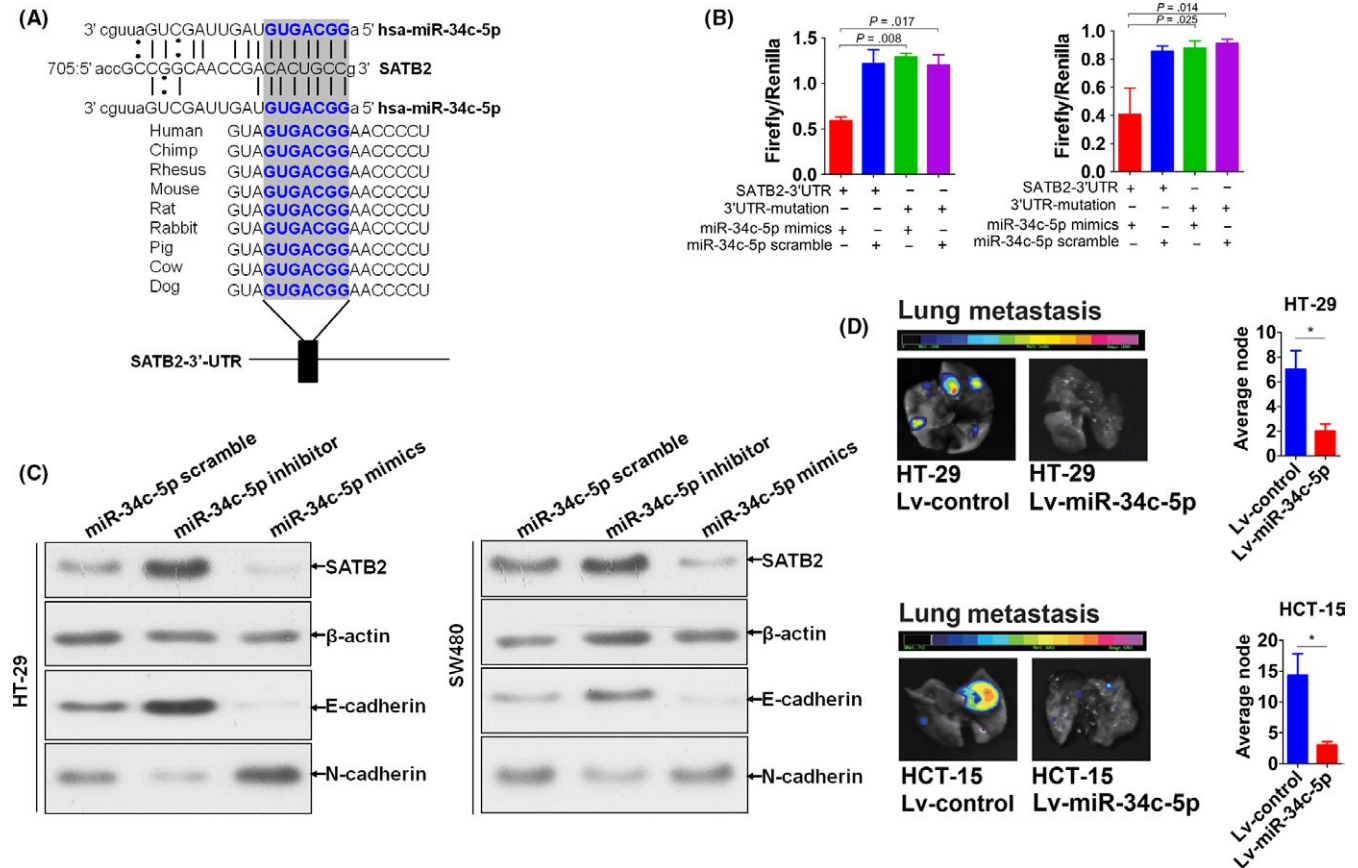 (A)
3' cguuaGUCGAUUGAUGUGACGGa 5' hsa-miR-34c-5p
705:5' accGCCGGCAACCGACACUGCCg 3' SATB2
3' cguuaGUCGAUUGAUGUGACGGa 5' hsa-miR-34c-5p
Human GUAGUGACGGAACCCCU
Chimp GUAGUGACGGAACCCCU
Rhesus GUAGUGACGGAACCCCU
Mouse GUAGUGACGGAACCCCU
Rat GUAGUGACGGAACCCCU
Rabbit GUAGUGACGGAACCCCU
Pig GUAGUGACGGAACCCCU
Cow GUAGUGACGGAACCCCU
Dog GUAGUGACGGAACCCCU
SATB2-3'-UTR
(B)
P = .017
P = .008
Firefly/Renilla
1.5
1.0
0.5
0.0
SATB2-3'UTR + + – –
3'UTR-mutation – – + +
miR-34c-5p mimics + – + –
miR-34c-5p scramble – + – +
P = .014
P = .025
Firefly/Renilla
1.0
0.8
0.6
0.4
0.2
0.0
SATB2-3'UTR + + – –
3'UTR-mutation – – + +
miR-34c-5p mimics + – + –
miR-34c-5p scramble – + – +
(C)
miR-34c-5p scramble
miR-34c-5p inhibitor
miR-34c-5p mimics
HT-29
SATB2
β-actin
E-cadherin
N-cadherin
miR-34c-5p scramble
miR-34c-5p inhibitor
miR-34c-5p mimics
SW480
SATB2
β-actin
E-cadherin
N-cadherin
(D)
Lung metastasis
HT-29
Lv-control
HT-29
Lv-miR-34c-5p
HT-29
*
Average node
10
8
6
4
2
0
Lv-control
Lv-miR-34c-5p
Lung metastasis
HCT-15
Lv-control
HCT-15
Lv-miR-34c-5p
HCT-15
*
Average node
20
15
10
5
0
Lv-control
Lv-miR-34c-5p